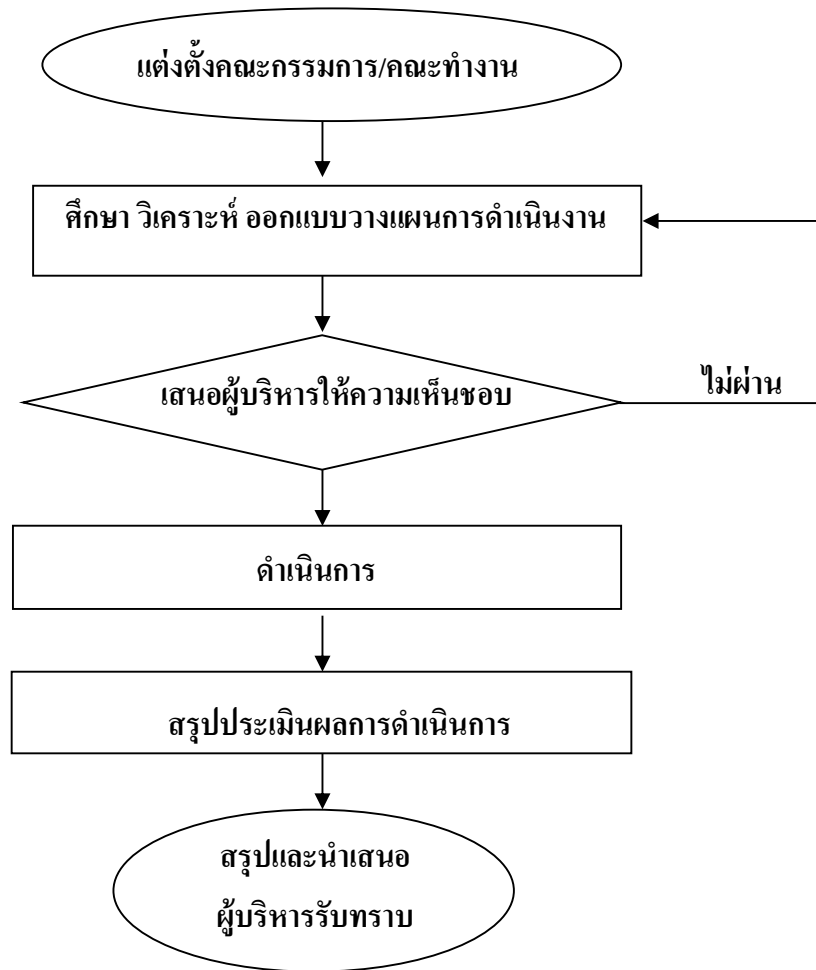 แต่งตั้งคณะกรรมการ/คณะทำงาน
ศึกษา วิเคราะห์ ออกแบบวางแผนการดำเนินงาน
เสนอผู้บริหารให้ความเห็นชอบ
ไม่ผ่าน
ดำเนินการ
สรุปประเมินผลการดำเนินการ
สรุปและนำเสนอ
ผู้บริหารรับทราบ